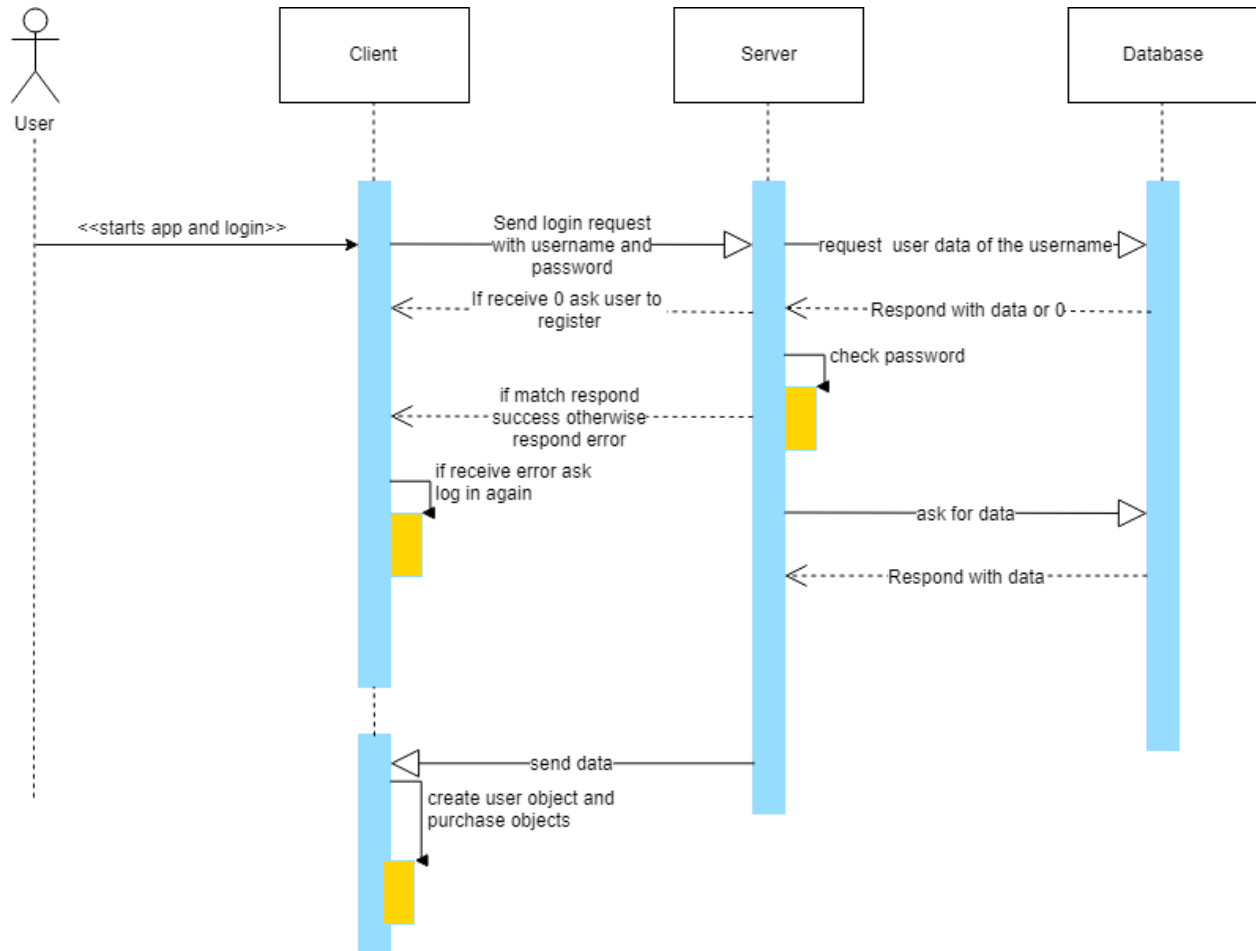 Client
Server
Database
User
<<starts app and login>>
Send login request
with username and
password
request user data of the username
If receive 0 ask user to
register
Respond with data or 0
check password
if match respond
success otherwise
respond error
if receive error ask
log in again
ask for data
Respond with data
send data
create user object and
purchase objects